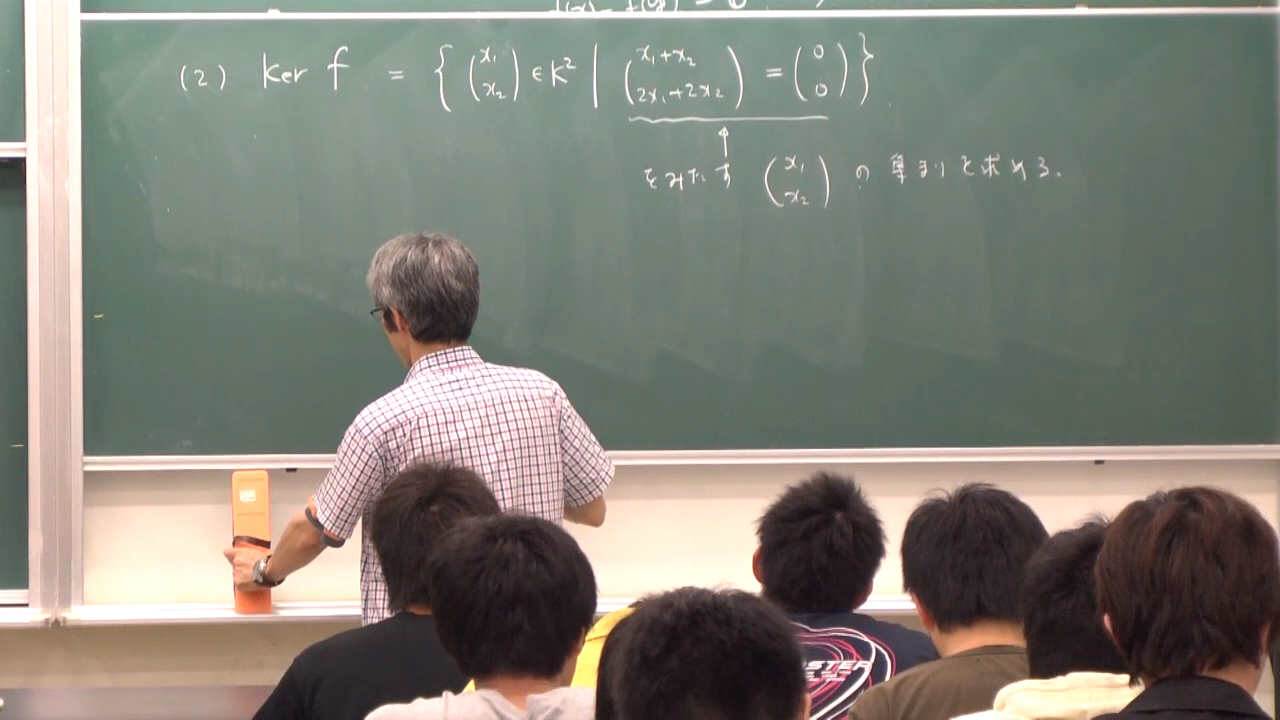 (2) Ker f = { (x₁ x₂) ∈ K² | (x₁+x₂ 2x₁+2x₂) = (0 0) }
↑
をみたす (x₁ x₂) の集まりを求める.